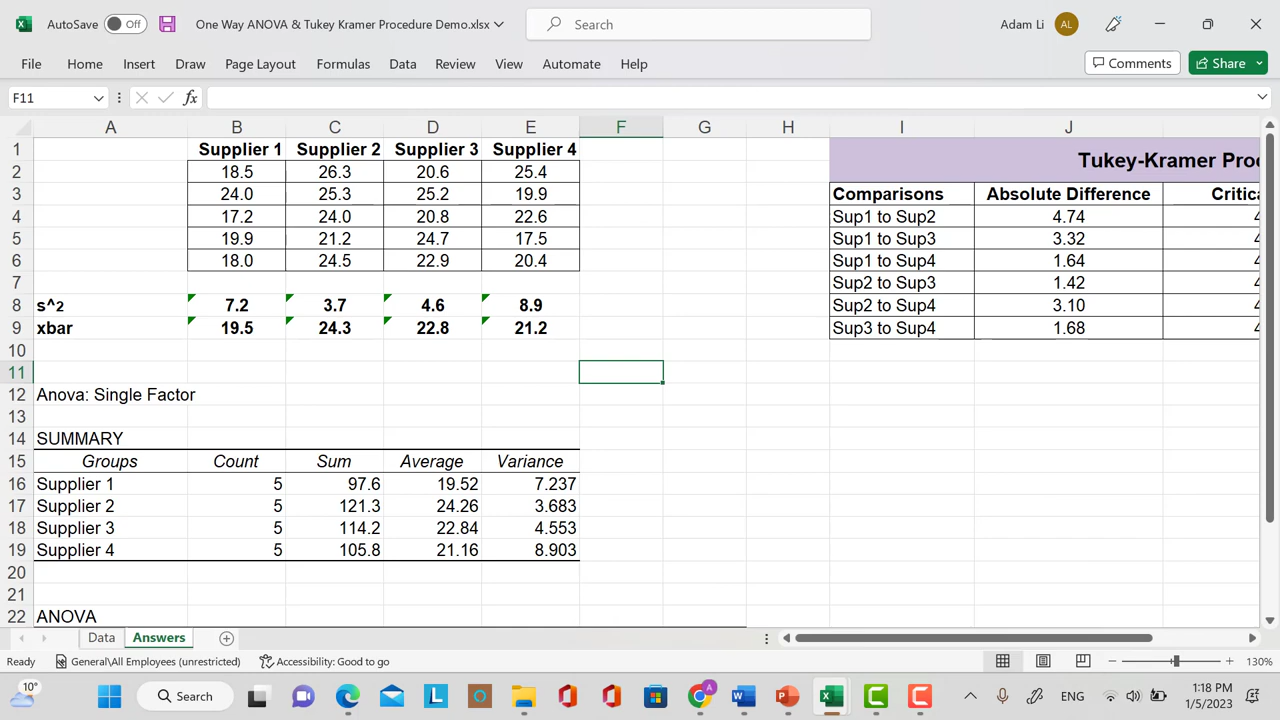 AutoSave Off One Way ANOVA & Tukey Kramer Procedure Demo.xlsx Search Adam Li AL
File Home Insert Draw Page Layout Formulas Data Review View Automate Help Comments Share
F11 fx
A B C D E F G H I J
1 Supplier 1 Supplier 2 Supplier 3 Supplier 4 Tukey-Kramer Proc
2 18.5 26.3 20.6 25.4
3 24.0 25.3 25.2 19.9 Comparisons Absolute Difference Critica
4 17.2 24.0 20.8 22.6 Sup1 to Sup2 4.74 4
5 19.9 21.2 24.7 17.5 Sup1 to Sup3 3.32 4
6 18.0 24.5 22.9 20.4 Sup1 to Sup4 1.64 4
7 Sup2 to Sup3 1.42 4
8 s^2 7.2 3.7 4.6 8.9 Sup2 to Sup4 3.10 4
9 xbar 19.5 24.3 22.8 21.2 Sup3 to Sup4 1.68 4
10
11
12 Anova: Single Factor
13
14 SUMMARY
15 Groups Count Sum Average Variance
16 Supplier 1 5 97.6 19.52 7.237
17 Supplier 2 5 121.3 24.26 3.683
18 Supplier 3 5 114.2 22.84 4.553
19 Supplier 4 5 105.8 21.16 8.903
20
21
22 ANOVA
Data Answers
Ready General\All Employees (unrestricted) Accessibility: Good to go 130%
10° Search ENG 1:18 PM
1/5/2023